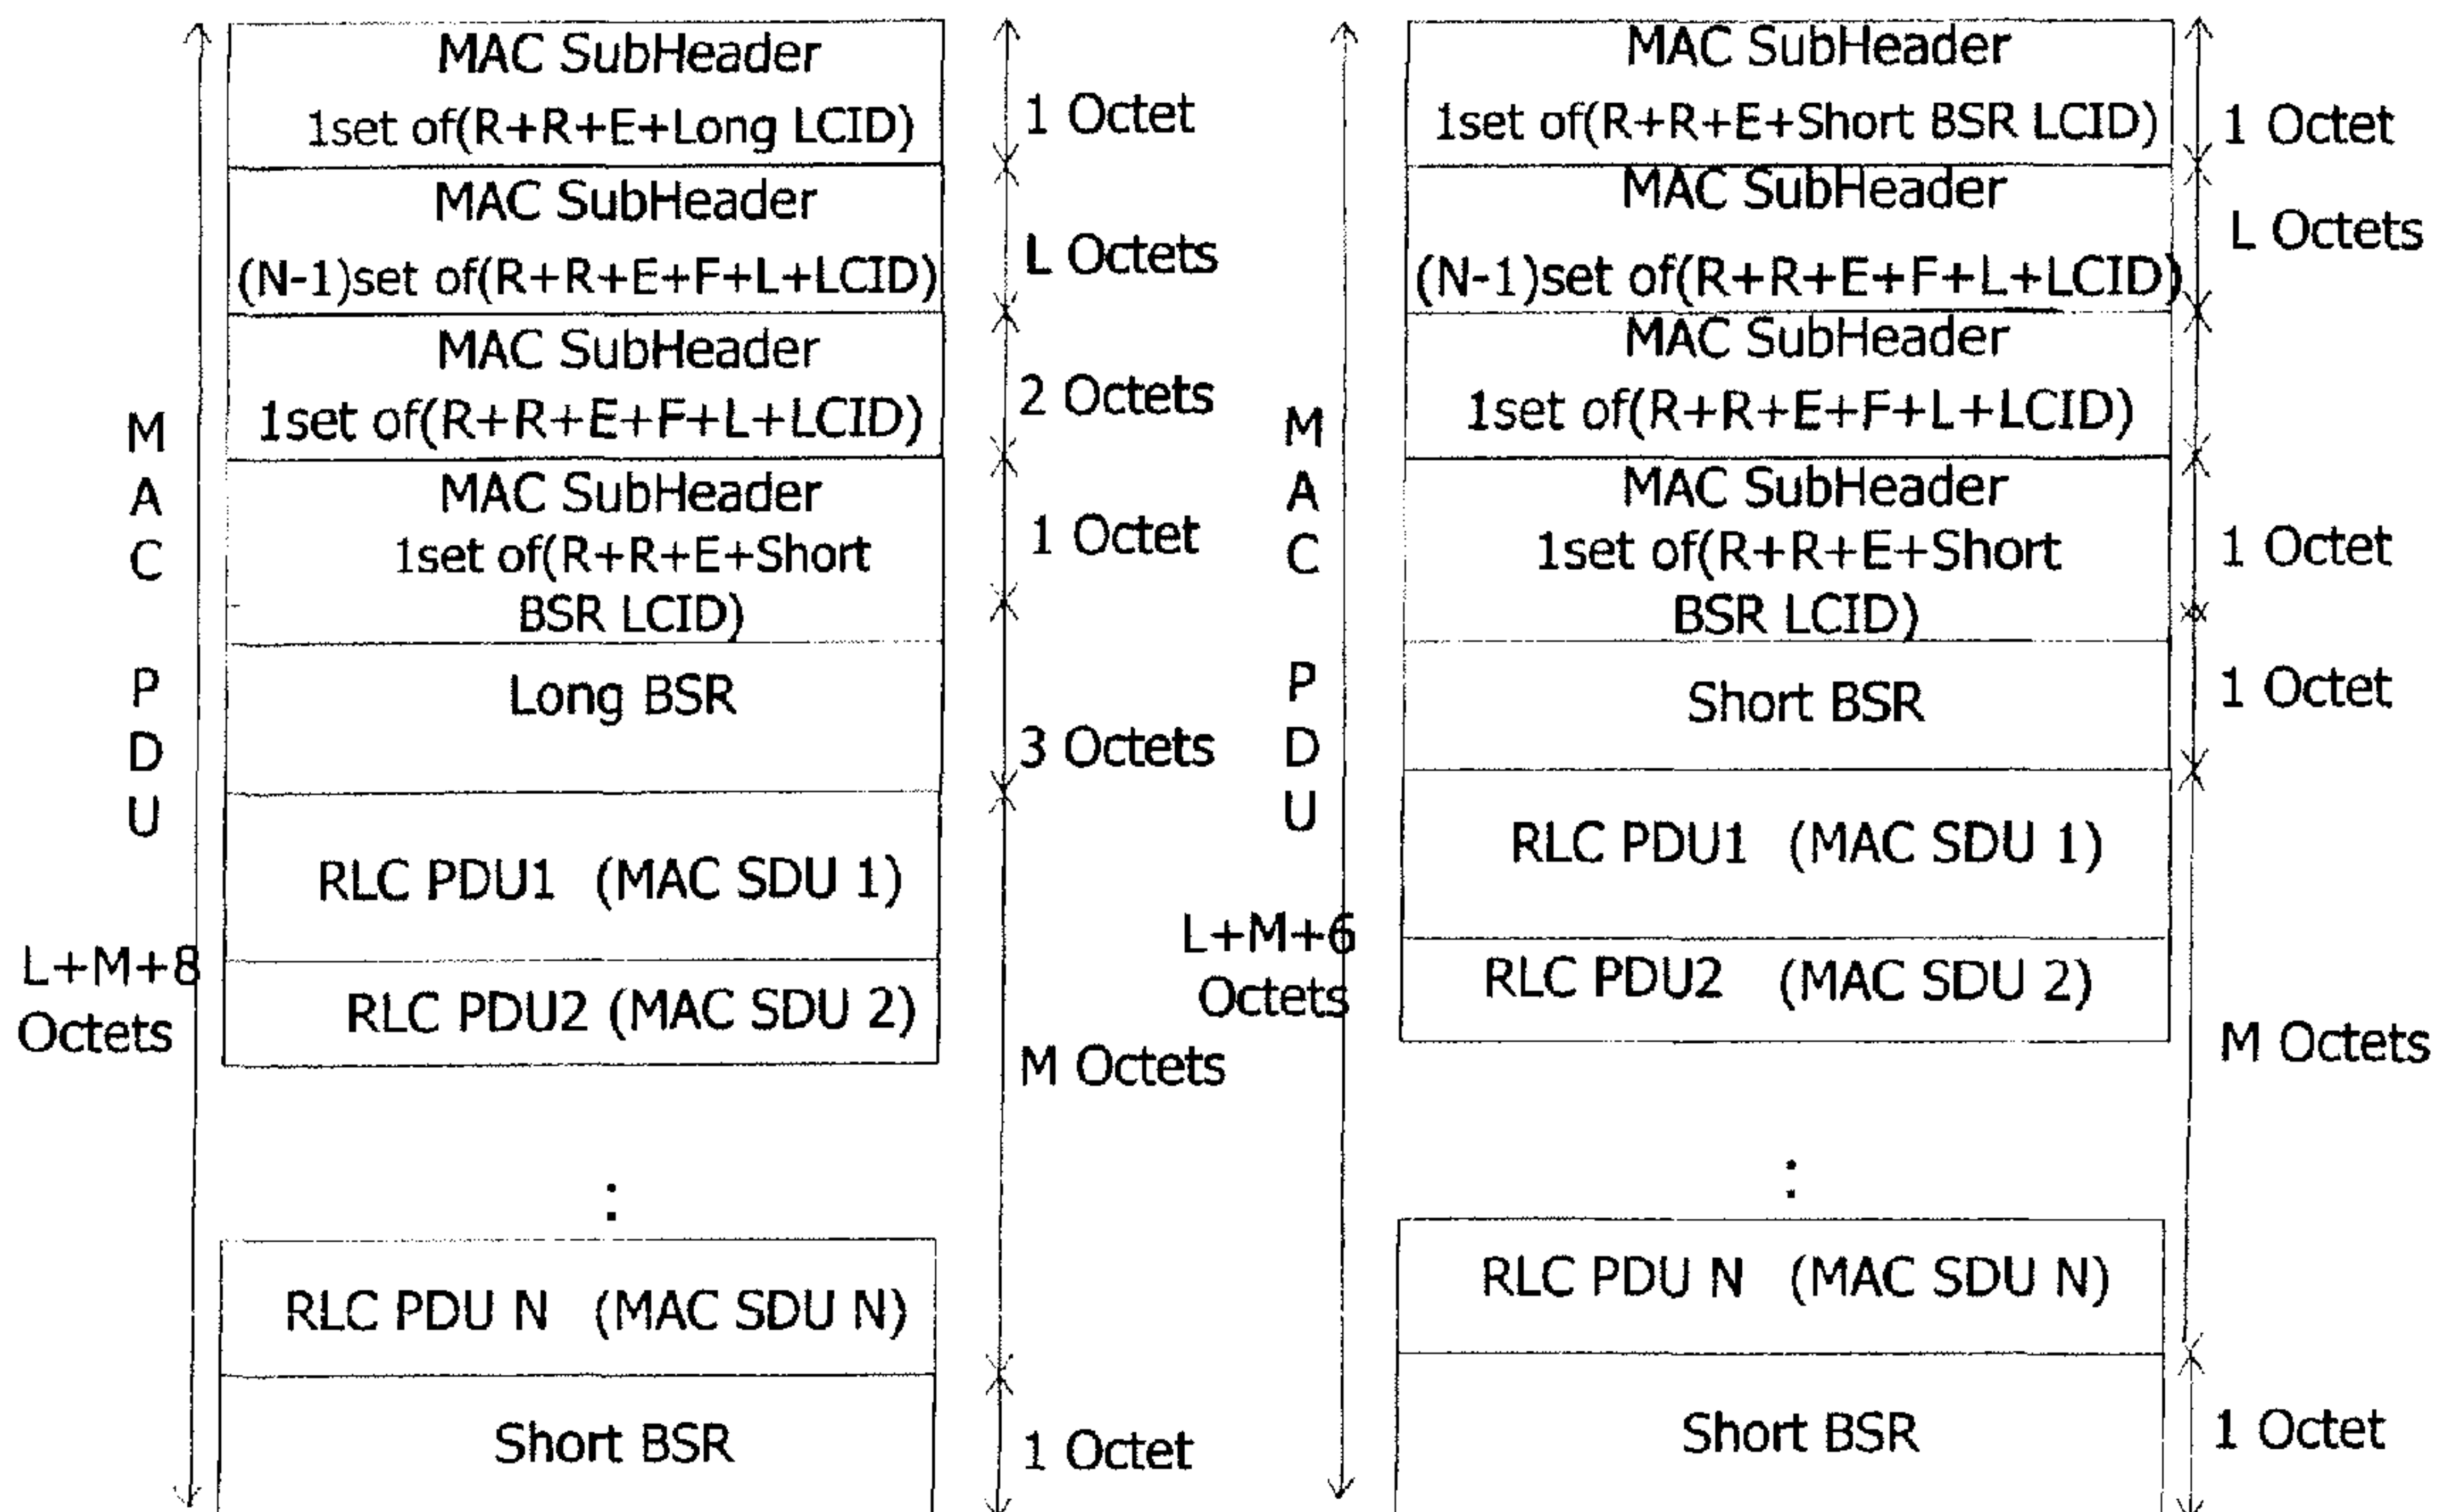 MAC SubHeader
1set of(R+R+E+Long LCID)
MAC SubHeader
(N-1)set of(R+R+E+F+L+LCID)
MAC SubHeader
1set of(R+R+E+F+L+LCID)
MAC SubHeader
1set of(R+R+E+Short
BSR LCID)
Long BSR
RLC PDU1 (MAC SDU 1)
RLC PDU2 (MAC SDU 2)
:
RLC PDU N (MAC SDU N)
Short BSR
M
A
C
P
D
U
L+M+8
Octets
1 Octet
L Octets
2 Octets
1 Octet
3 Octets
M Octets
1 Octet
MAC SubHeader
1set of(R+R+E+Short BSR LCID)
MAC SubHeader
(N-1)set of(R+R+E+F+L+LCID)
MAC SubHeader
1set of(R+R+E+F+L+LCID)
MAC SubHeader
1set of(R+R+E+Short
BSR LCID)
Short BSR
RLC PDU1 (MAC SDU 1)
RLC PDU2 (MAC SDU 2)
:
RLC PDU N (MAC SDU N)
Short BSR
M
A
C
P
D
U
L+M+6
Octets
1 Octet
L Octets
1 Octet
1 Octet
M Octets
1 Octet